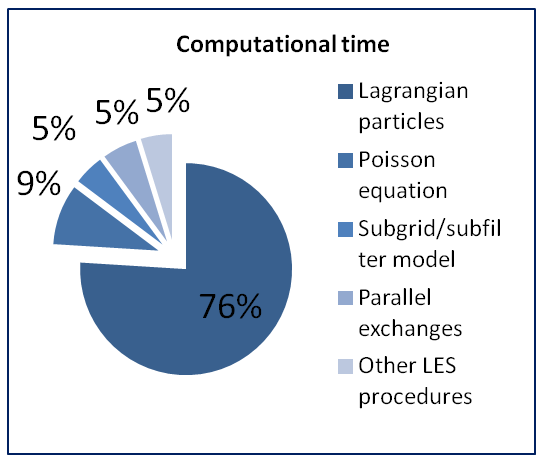 Computational time
5%
5%
5%
9%
76%
Lagrangian
particles
Poisson
equation
Subgrid/subfil
ter model
Parallel
exchanges
Other LES
procedures